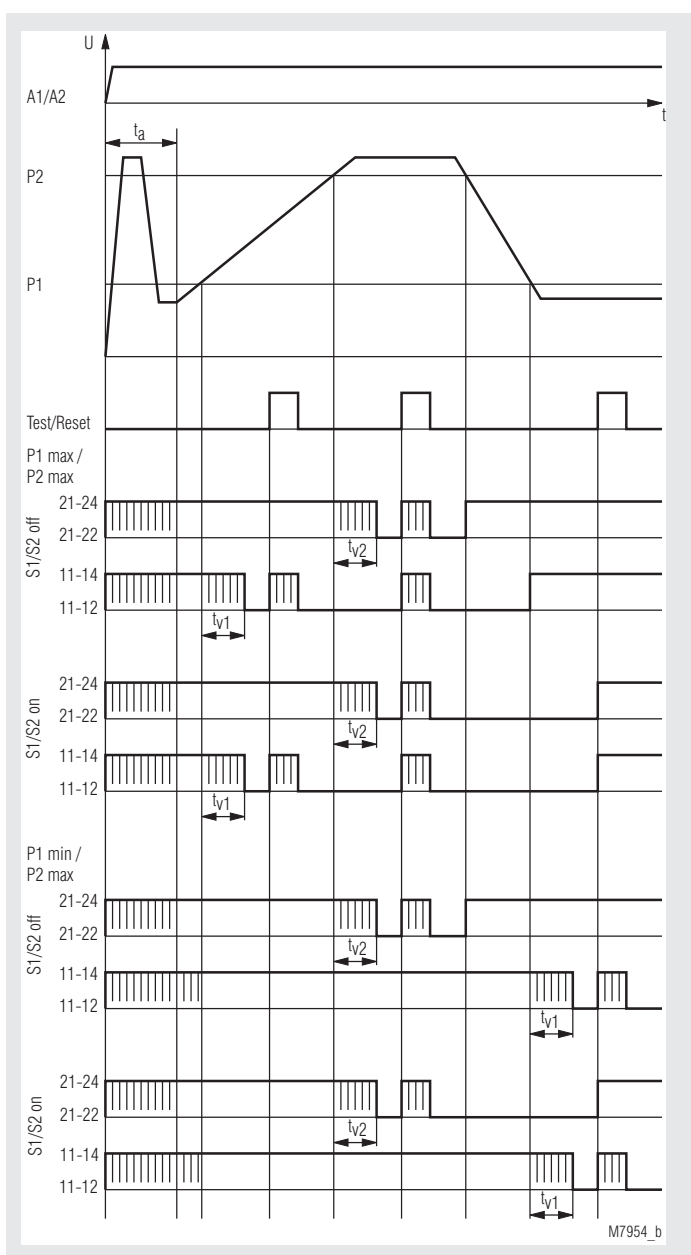 U
A1/A2
t
ta
P2
P1
Test/Reset
P1 max /
P2 max
S1/S2 off
21-24
21-22
tv2
11-14
11-12
tv1
S1/S2 on
21-24
21-22
tv2
11-14
11-12
tv1
P1 min /
P2 max
S1/S2 off
21-24
21-22
tv2
11-14
11-12
tv1
S1/S2 on
21-24
21-22
tv2
11-14
11-12
tv1
M7954_b